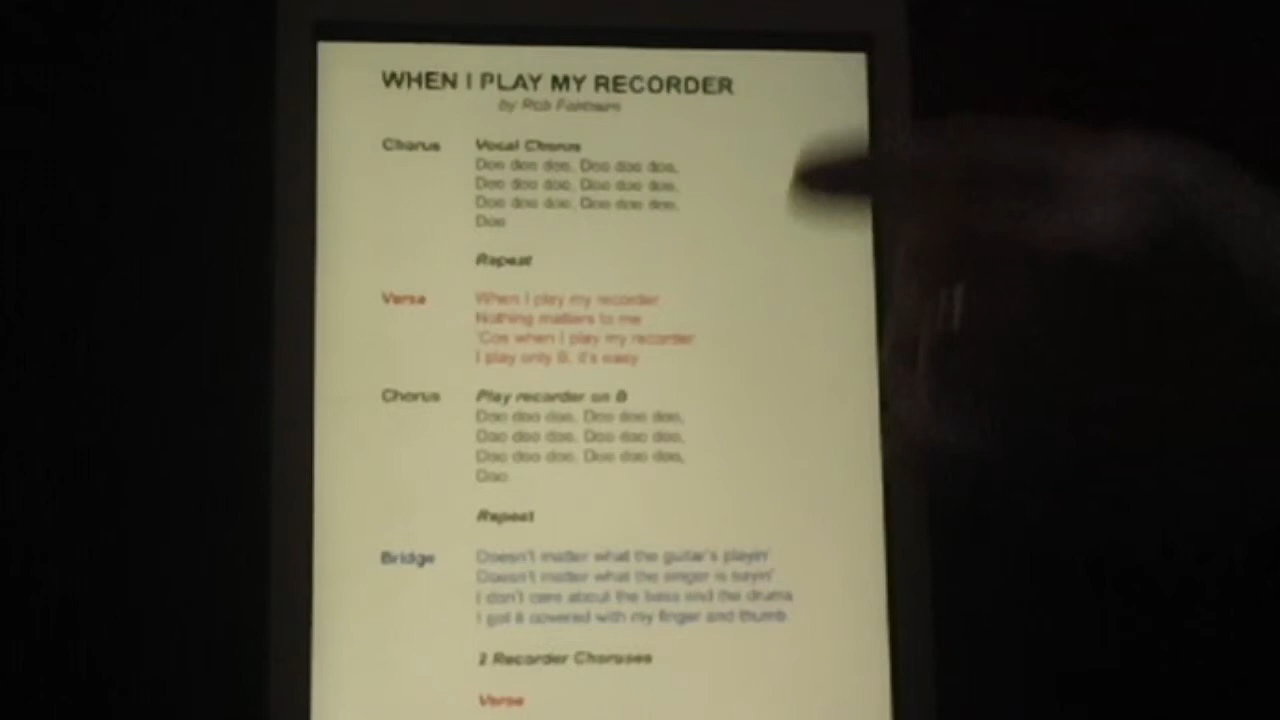 WHEN I PLAY MY RECORDER
by Rob
Chorus Vocal Chorus
Doo doo doo, Doo doo doo,
Doo doo doo, Doo doo doo,
Doo doo doo, Doo doo doo,
Doo
Repeat
Verse When I play my recorder
Nothing matters to me
'Cos when I play my recorder
I play only B, it's easy
Chorus Play recorder on B
Doo doo doo, Doo doo doo,
Doo doo doo, Doo doo doo,
Doo doo doo, Doo doo doo,
Doo
Repeat
Bridge Doesn't matter what the guitar's playin'
Doesn't matter what the singer is sayin'
I don't care about the bass and the drums
I got it covered with my finger and thumb
2 Recorder Choruses
Verse